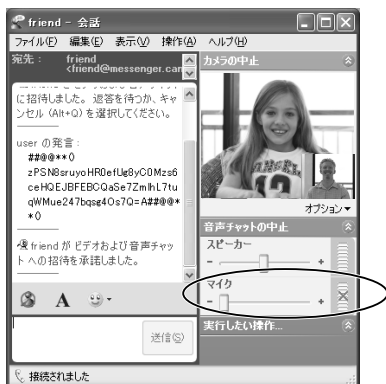 friend - 会話
ファイル(F) 編集(E) 表示(V) 操作(A) ヘルプ(H)
宛先: friend
<friend@messenger.car
に招待しました。返答を待つか、キャ
ンセル (Alt+Q) を選択してください。
user の発言:
##@@**()
zPSN8sruyoHR0efUg8yC0Mzs6
ceHQEJBFEBCQaSe7ZmlhL7tu
qWMue247bqsg4Os7Q=A##@@*
*()
friend が ビデオおよび音声チャッ
ト への招待を承諾しました。
A
送信(S)
接続されました
カメラの中止
オプション
音声チャットの中止
スピーカー
- +
マイク
- +
実行したい操作...